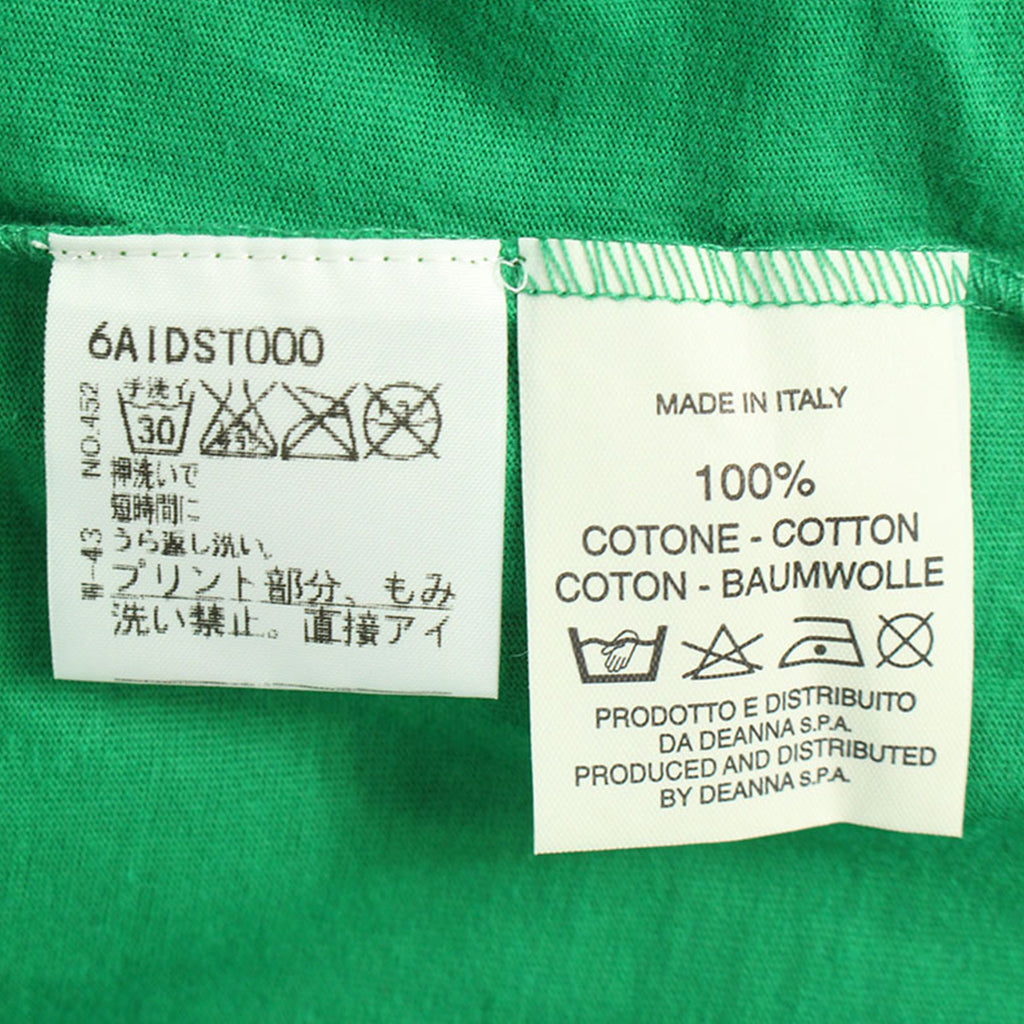 6AIDST000
手洗イ
30
NO.452
押洗いで
短時間に
うら返し洗い。
プリント部分、もみ
洗い禁止。直接アイ
MADE IN ITALY
100%
COTONE - COTTON
COTON - BAUMWOLLE
PRODOTTO E DISTRIBUITO
DA DEANNA S.P.A.
PRODUCED AND DISTRIBUTED
BY DEANNA S.P.A.